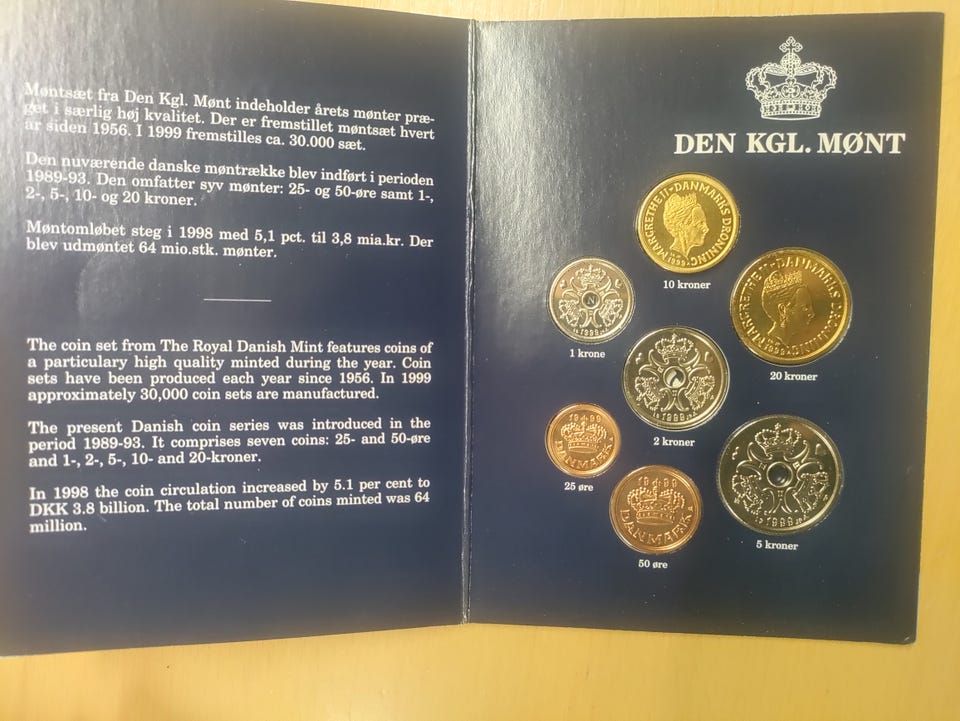 Møntsæt fra Den Kgl. Mønt indeholder årets mønter præ-
get i særlig høj kvalitet. Der er fremstillet møntsæt hvert
år siden 1956. I 1999 fremstilles ca. 30.000 sæt.
Den nuværende danske møntrække blev indført i perioden
1989-93. Den omfatter syv mønter: 25- og 50-øre samt 1-,
2-, 5-, 10- og 20 kroner.
Møntomløbet steg i 1998 med 5,1 pct. til 3,8 mia.kr. Der
blev udmøntet 64 mio.stk. mønter.
The coin set from The Royal Danish Mint features coins of
a particulary high quality minted during the year. Coin
sets have been produced each year since 1956. In 1999
approximately 30,000 coin sets are manufactured.
The present Danish coin series was introduced in the
period 1989-93. It comprises seven coins: 25- and 50-øre
and 1-, 2-, 5-, 10- and 20-kroner.
In 1998 the coin circulation increased by 5.1 per cent to
DKK 3.8 billion. The total number of coins minted was 64
million.
DEN KGL. MØNT
MARGRETHE II - DANMARKS DRONNING
1999
10 kroner
N
1999
1 krone
MARGRETHE II - DANMARKS DRONNING
1999
20 kroner
1999
2 kroner
1999
DANMARK
25 øre
1999
DANMARK
50 øre
1999
5 kroner